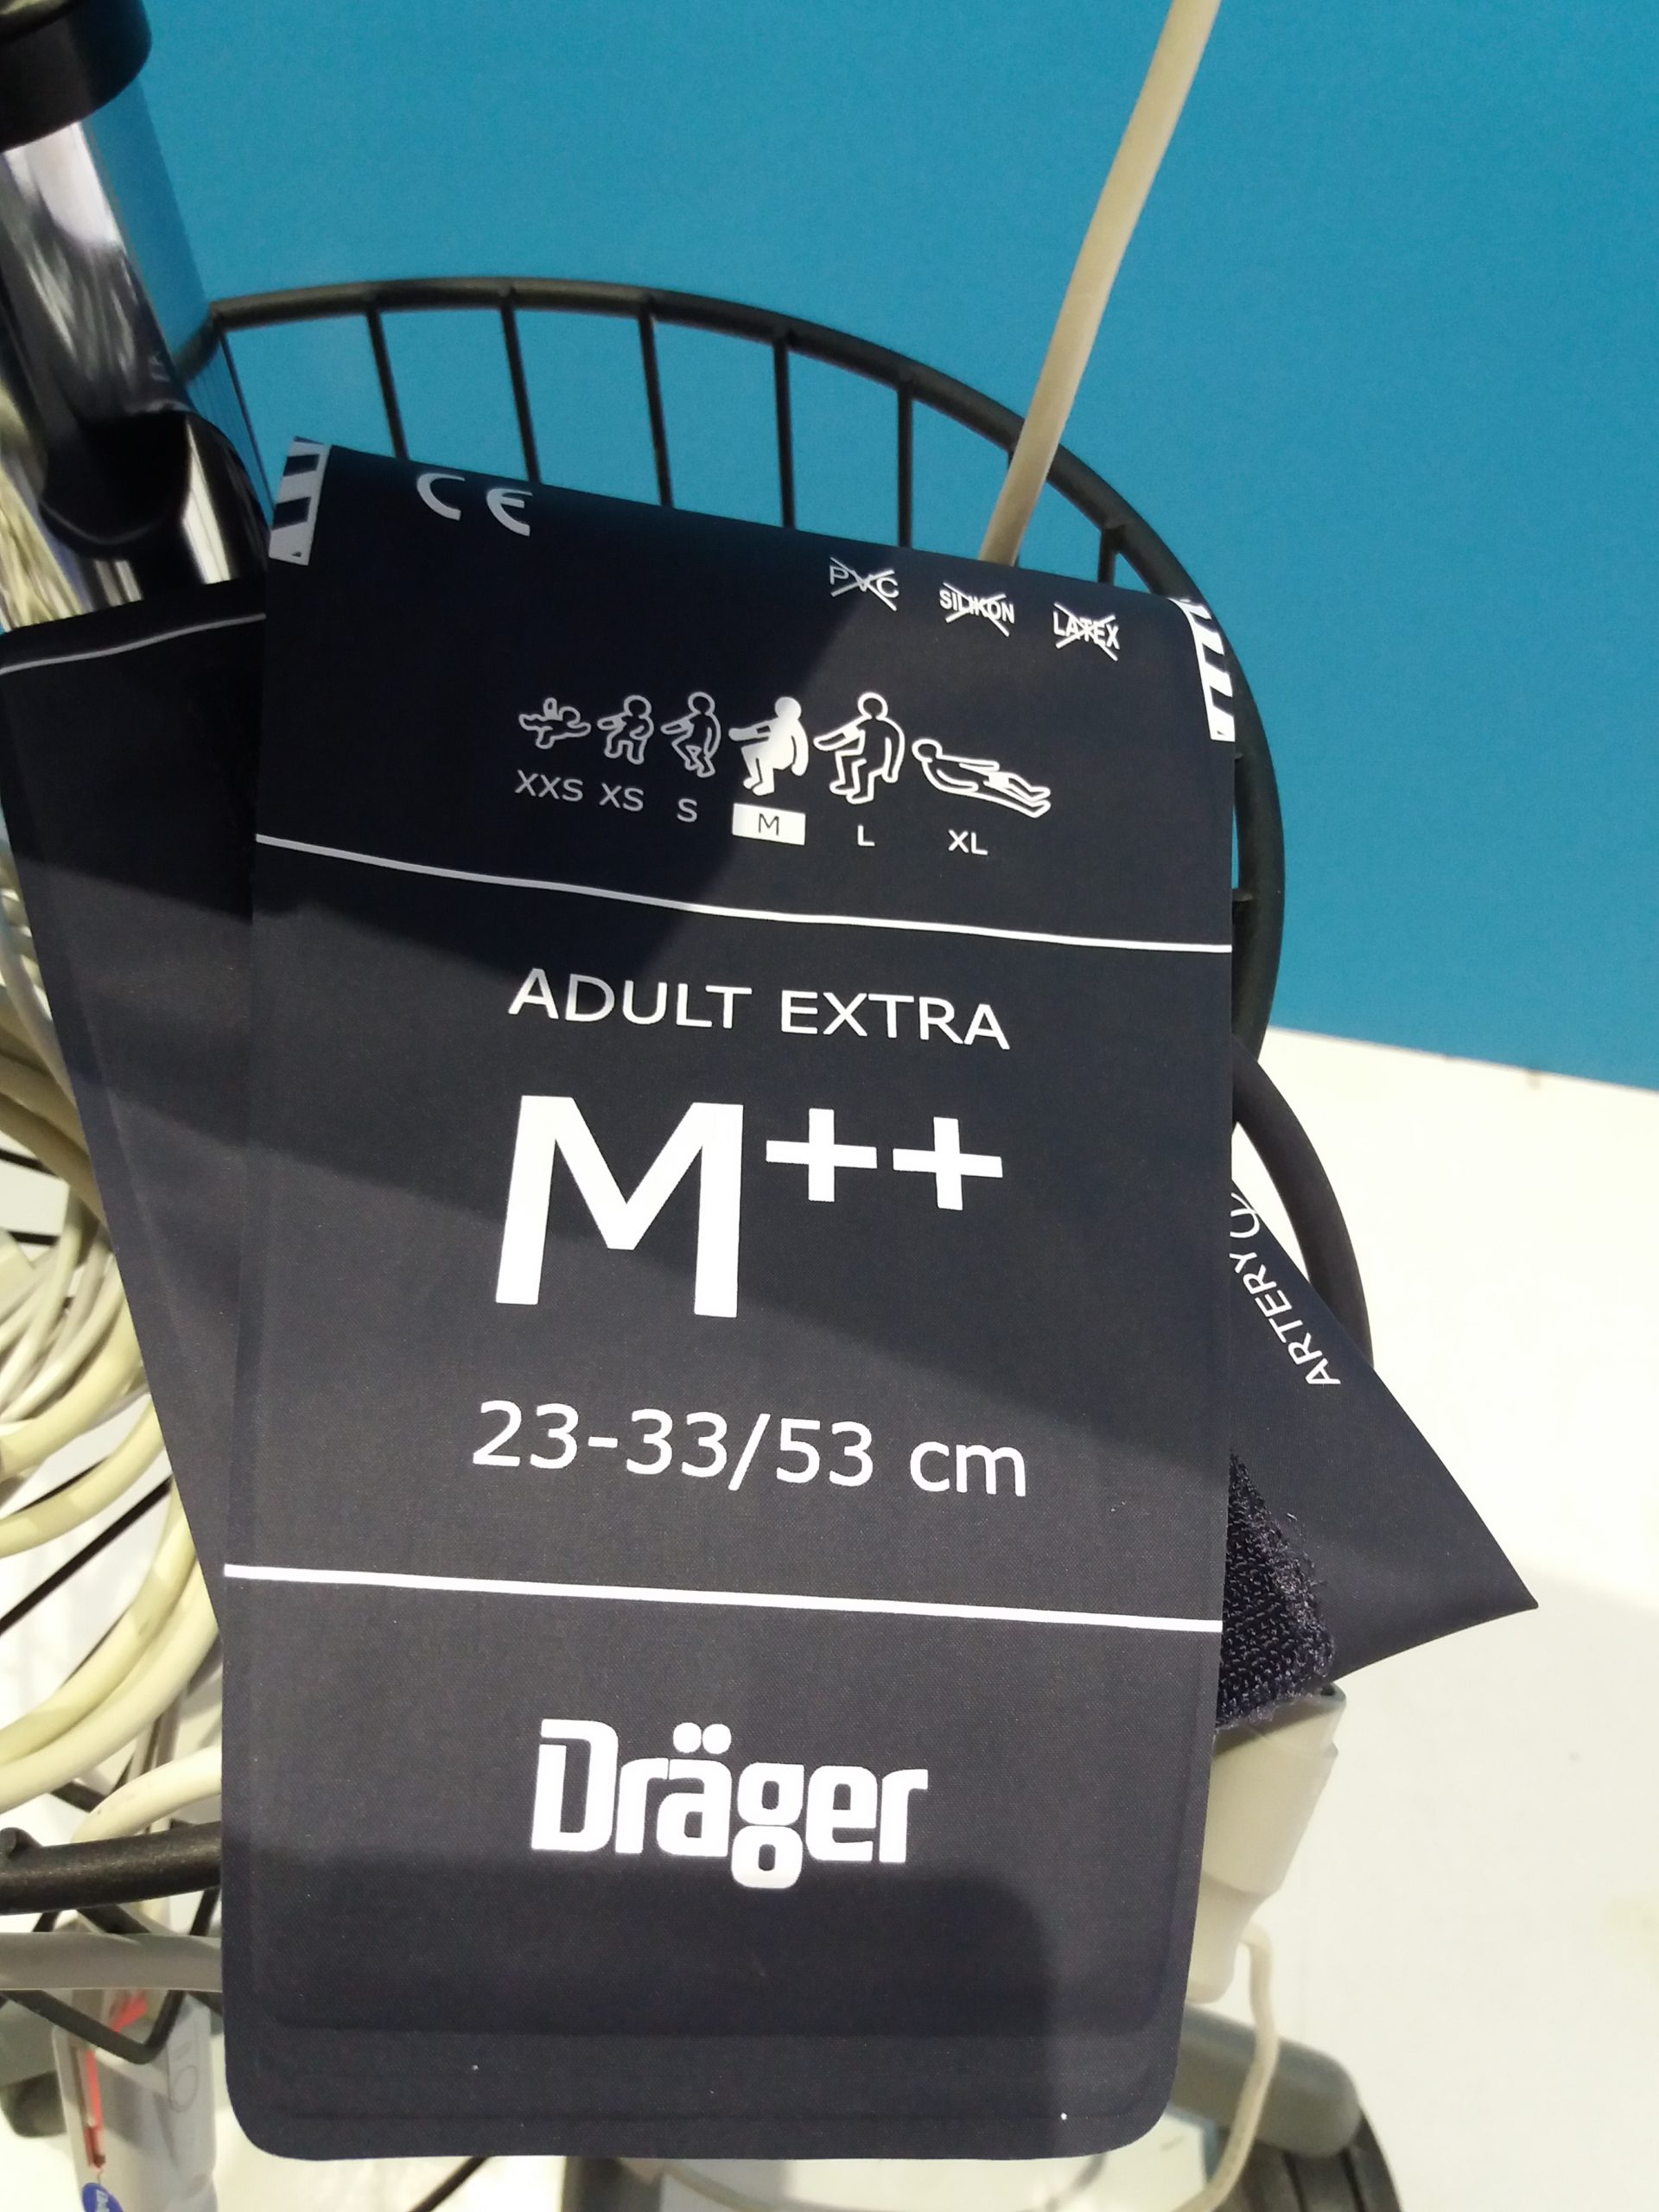 CE
PVC SILIKON LATEX
XXS XS S M L XL
ADULT EXTRA
M++
23-33/53 cm
Dräger
ARTERY